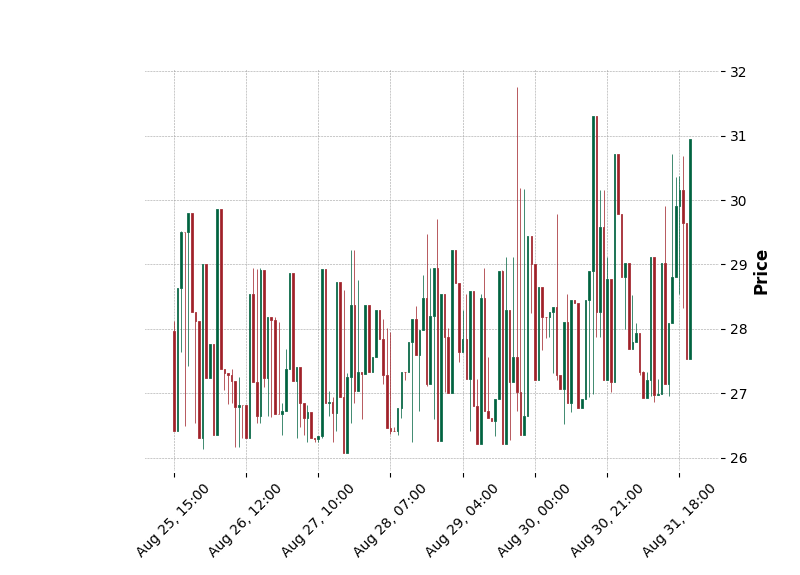 32
31
30
29
28
27
26
Price
Aug 25, 15:00
Aug 26, 12:00
Aug 27, 10:00
Aug 28, 07:00
Aug 29, 04:00
Aug 30, 00:00
Aug 30, 21:00
Aug 31, 18:00